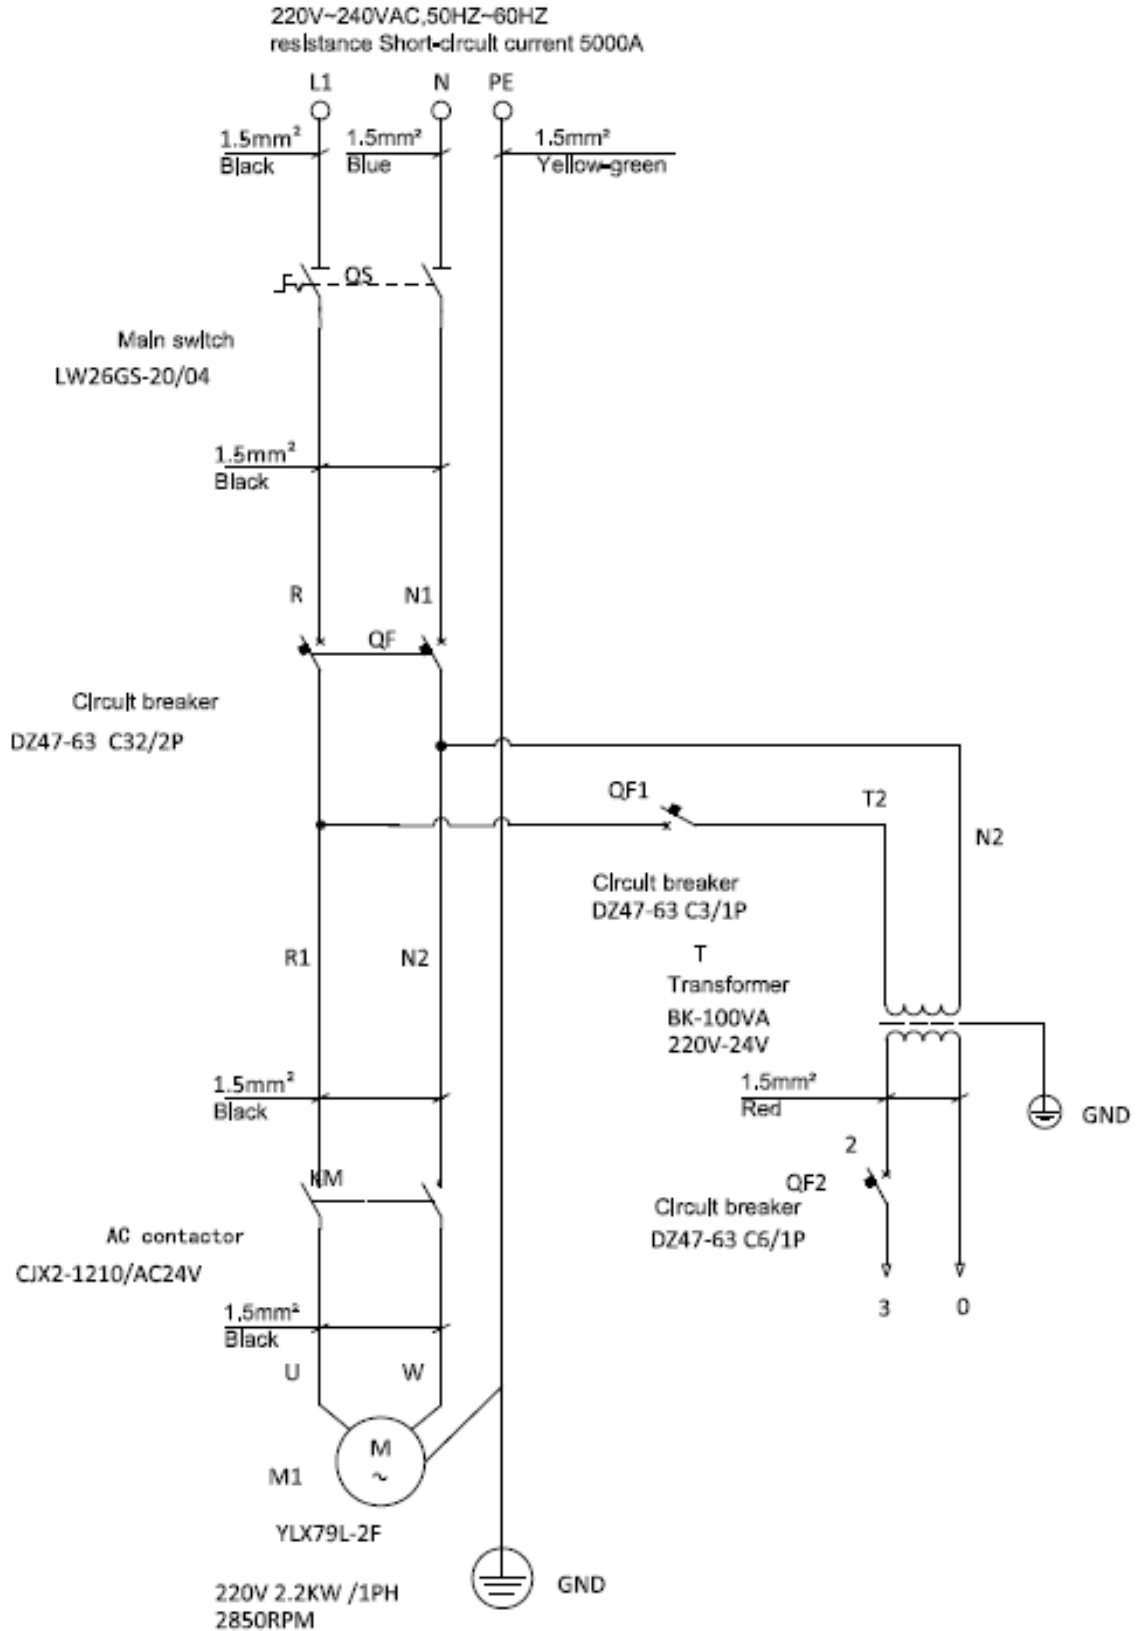 220V~240VAC,50HZ~60HZ
resistance Short-circuit current 5000A
L1 N PE
1.5mm² 1.5mm² 1.5mm²
Black Blue Yellow-green
QS
Main switch
LW26GS-20/04
1.5mm²
Black
R N1
QF
Circuit breaker
DZ47-63 C32/2P
QF1 T2
N2
Circuit breaker
DZ47-63 C3/1P
R1 N2 T
Transformer
BK-100VA
220V-24V
1.5mm² 1.5mm²
Black Red
GND
2
KM QF2
Circuit breaker
AC contactor DZ47-63 C6/1P
CJX2-1210/AC24V
3 0
1.5mm²
Black
U W
M
~
M1
YLX79L-2F
GND
220V 2.2KW /1PH
2850RPM